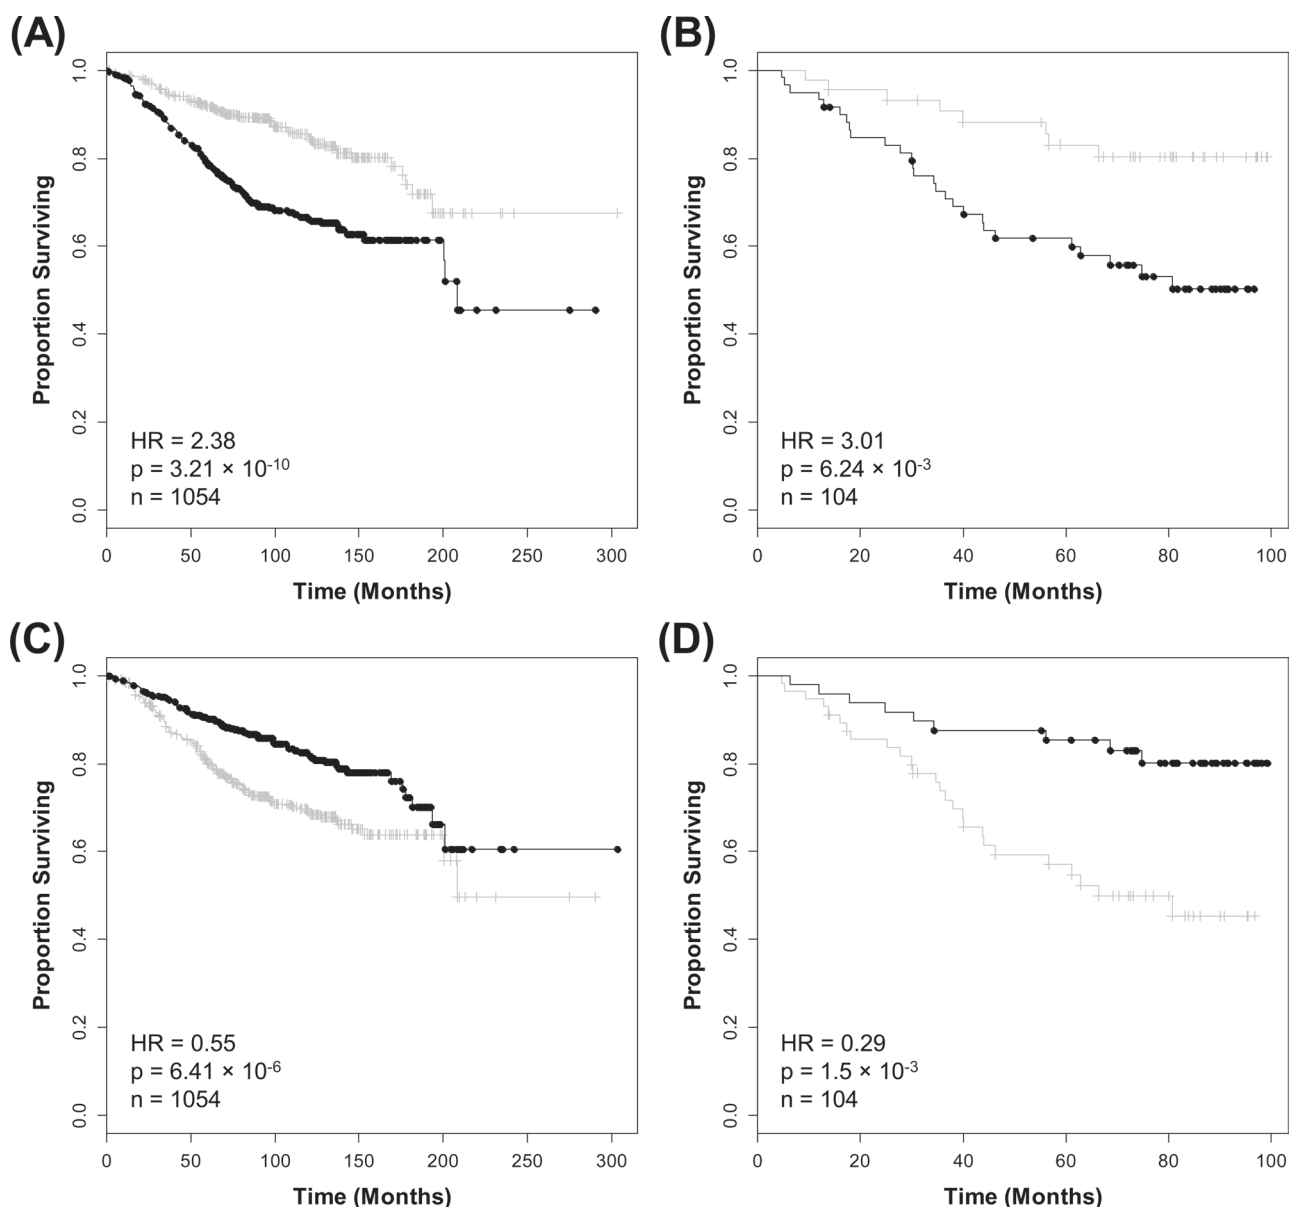 (A)
1.0
0.8
0.6
0.4
0.2
0.0
Proportion Surviving
HR = 2.38
p = 3.21 × 10⁻¹⁰
n = 1054
0 50 100 150 200 250 300
Time (Months)
(B)
1.0
0.8
0.6
0.4
0.2
0.0
Proportion Surviving
HR = 3.01
p = 6.24 × 10⁻³
n = 104
0 20 40 60 80 100
Time (Months)
(C)
1.0
0.8
0.6
0.4
0.2
0.0
Proportion Surviving
HR = 0.55
p = 6.41 × 10⁻⁶
n = 1054
0 50 100 150 200 250 300
Time (Months)
(D)
1.0
0.8
0.6
0.4
0.2
0.0
Proportion Surviving
HR = 0.29
p = 1.5 × 10⁻³
n = 104
0 20 40 60 80 100
Time (Months)